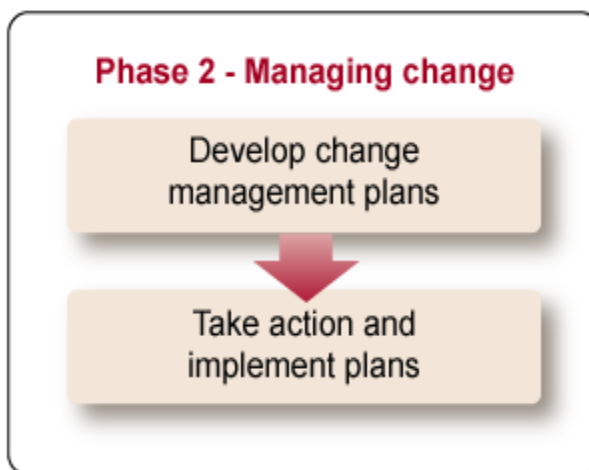 Phase 2 - Managing change
Develop change
management plans
Take action and
implement plans